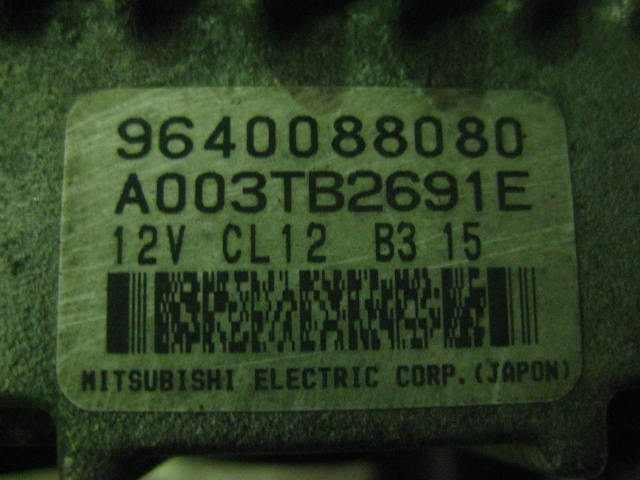 9640088080
A003TB2691E
12V CL12 B3 15
MITSUBISHI ELECTRIC CORP.(JAPON)